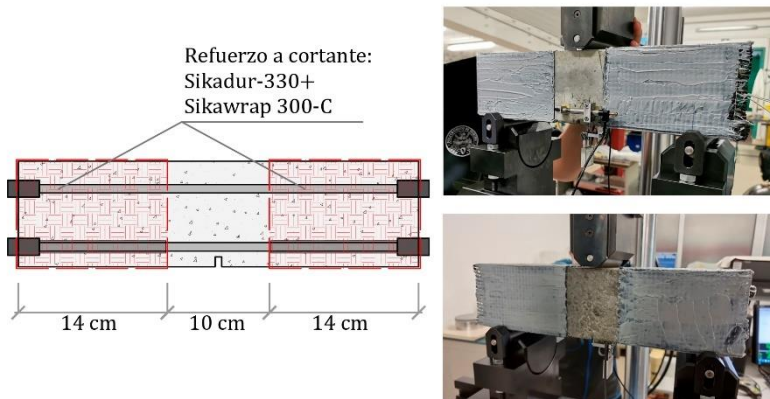 Refuerzo a cortante:
Sikadur-330+
Sikawrap 300-C
14 cm
10 cm
14 cm